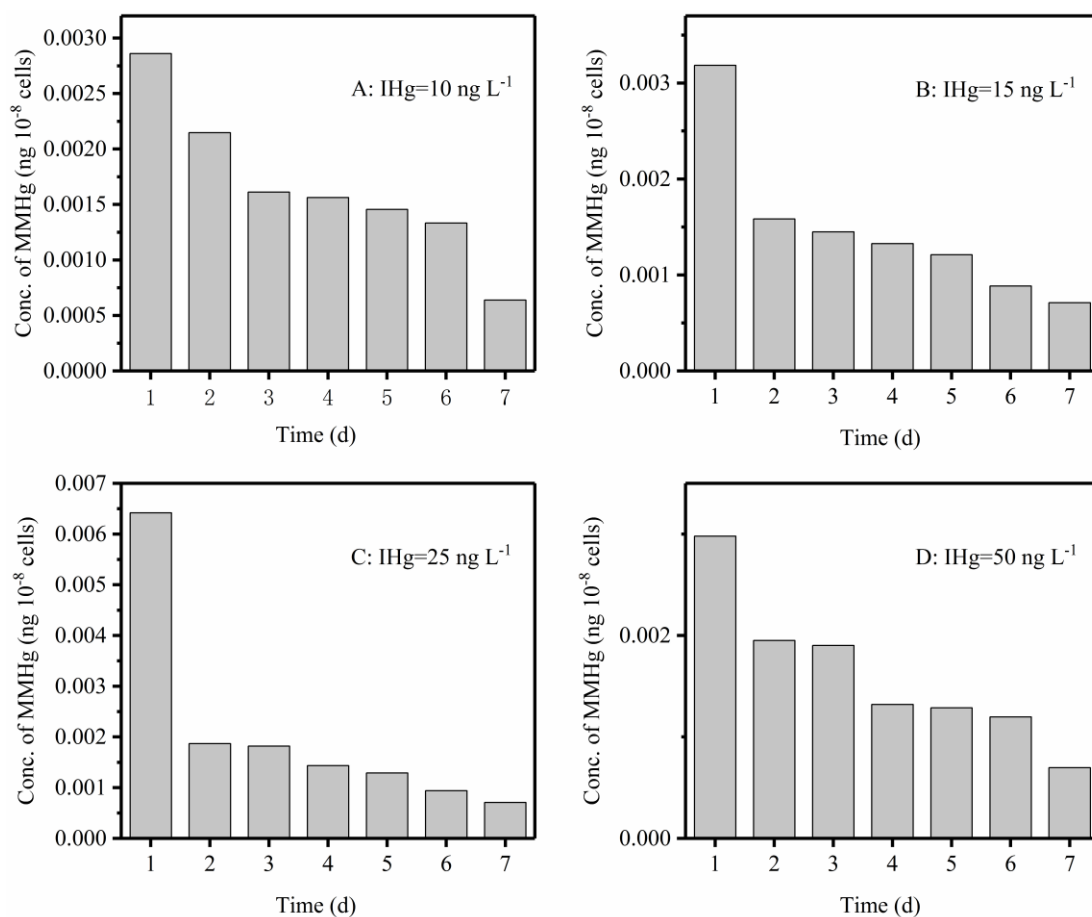 Conc. of MMHg (ng 10⁻⁸ cells)
0.0030
0.0025
0.0020
0.0015
0.0010
0.0005
0.0000
A: IHg=10 ng L⁻¹
1 2 3 4 5 6 7
Time (d)
Conc. of MMHg (ng 10⁻⁸ cells)
0.003
0.002
0.001
0.000
B: IHg=15 ng L⁻¹
1 2 3 4 5 6 7
Time (d)
Conc. of MMHg (ng 10⁻⁸ cells)
0.007
0.006
0.005
0.004
0.003
0.002
0.001
0.000
C: IHg=25 ng L⁻¹
1 2 3 4 5 6 7
Time (d)
Conc. of MMHg (ng 10⁻⁸ cells)
0.002
0.000
D: IHg=50 ng L⁻¹
1 2 3 4 5 6 7
Time (d)